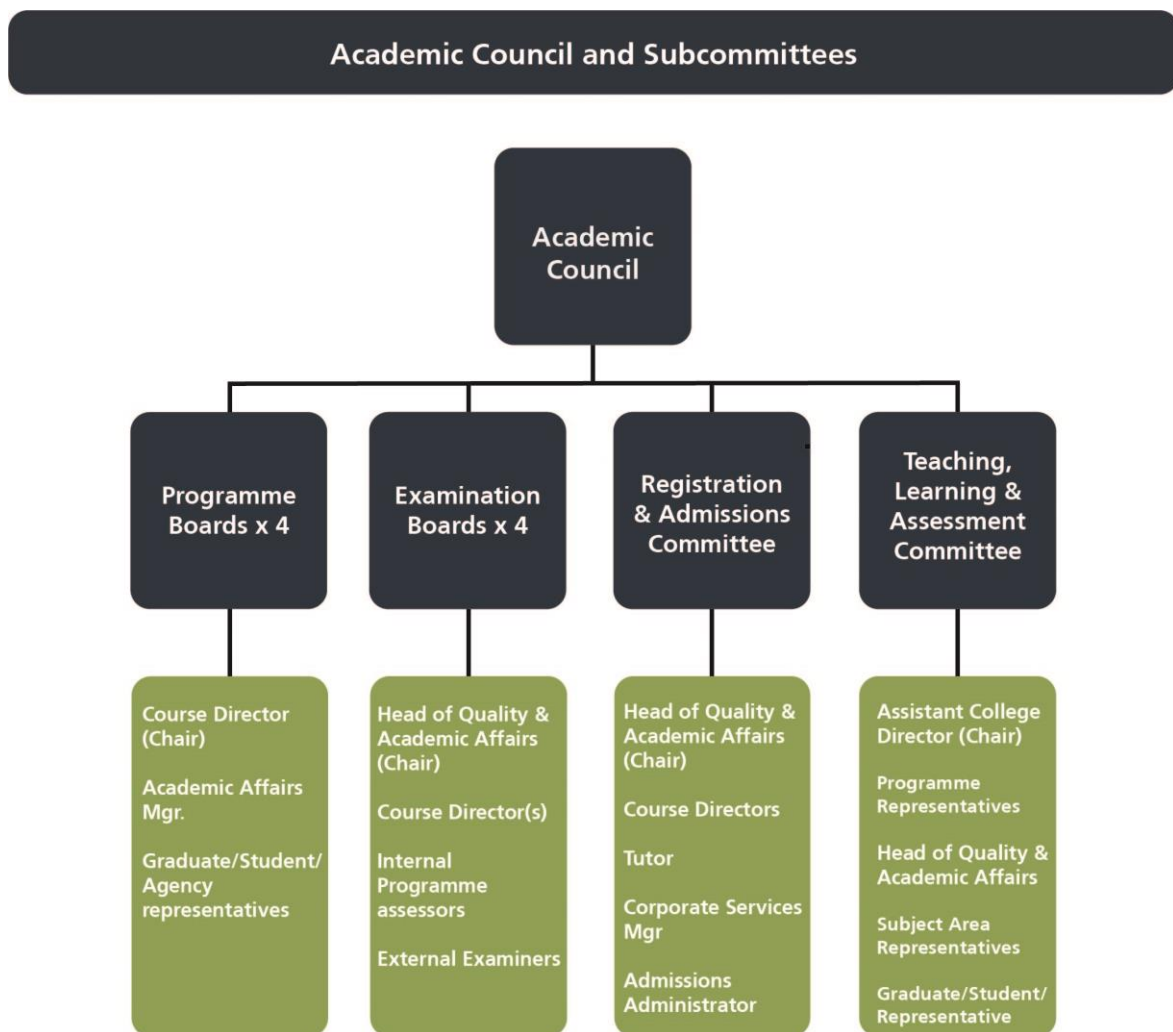 Academic Council and Subcommittees
Academic
Council
Programme
Boards x 4
Examination
Boards x 4
Registration
& Admissions
Committee
Teaching,
Learning &
Assessment
Committee
Course Director
(Chair)
Academic Affairs
Mgr.
Graduate/Student/
Agency
representatives
Head of Quality &
Academic Affairs
(Chair)
Course Director(s)
Internal
Programme
assessors
External Examiners
Head of Quality &
Academic Affairs
(Chair)
Course Directors
Tutor
Corporate Services
Mgr
Admissions
Administrator
Assistant College
Director (Chair)
Programme
Representatives
Head of Quality &
Academic Affairs
Subject Area
Representatives
Graduate/Student/
Representative